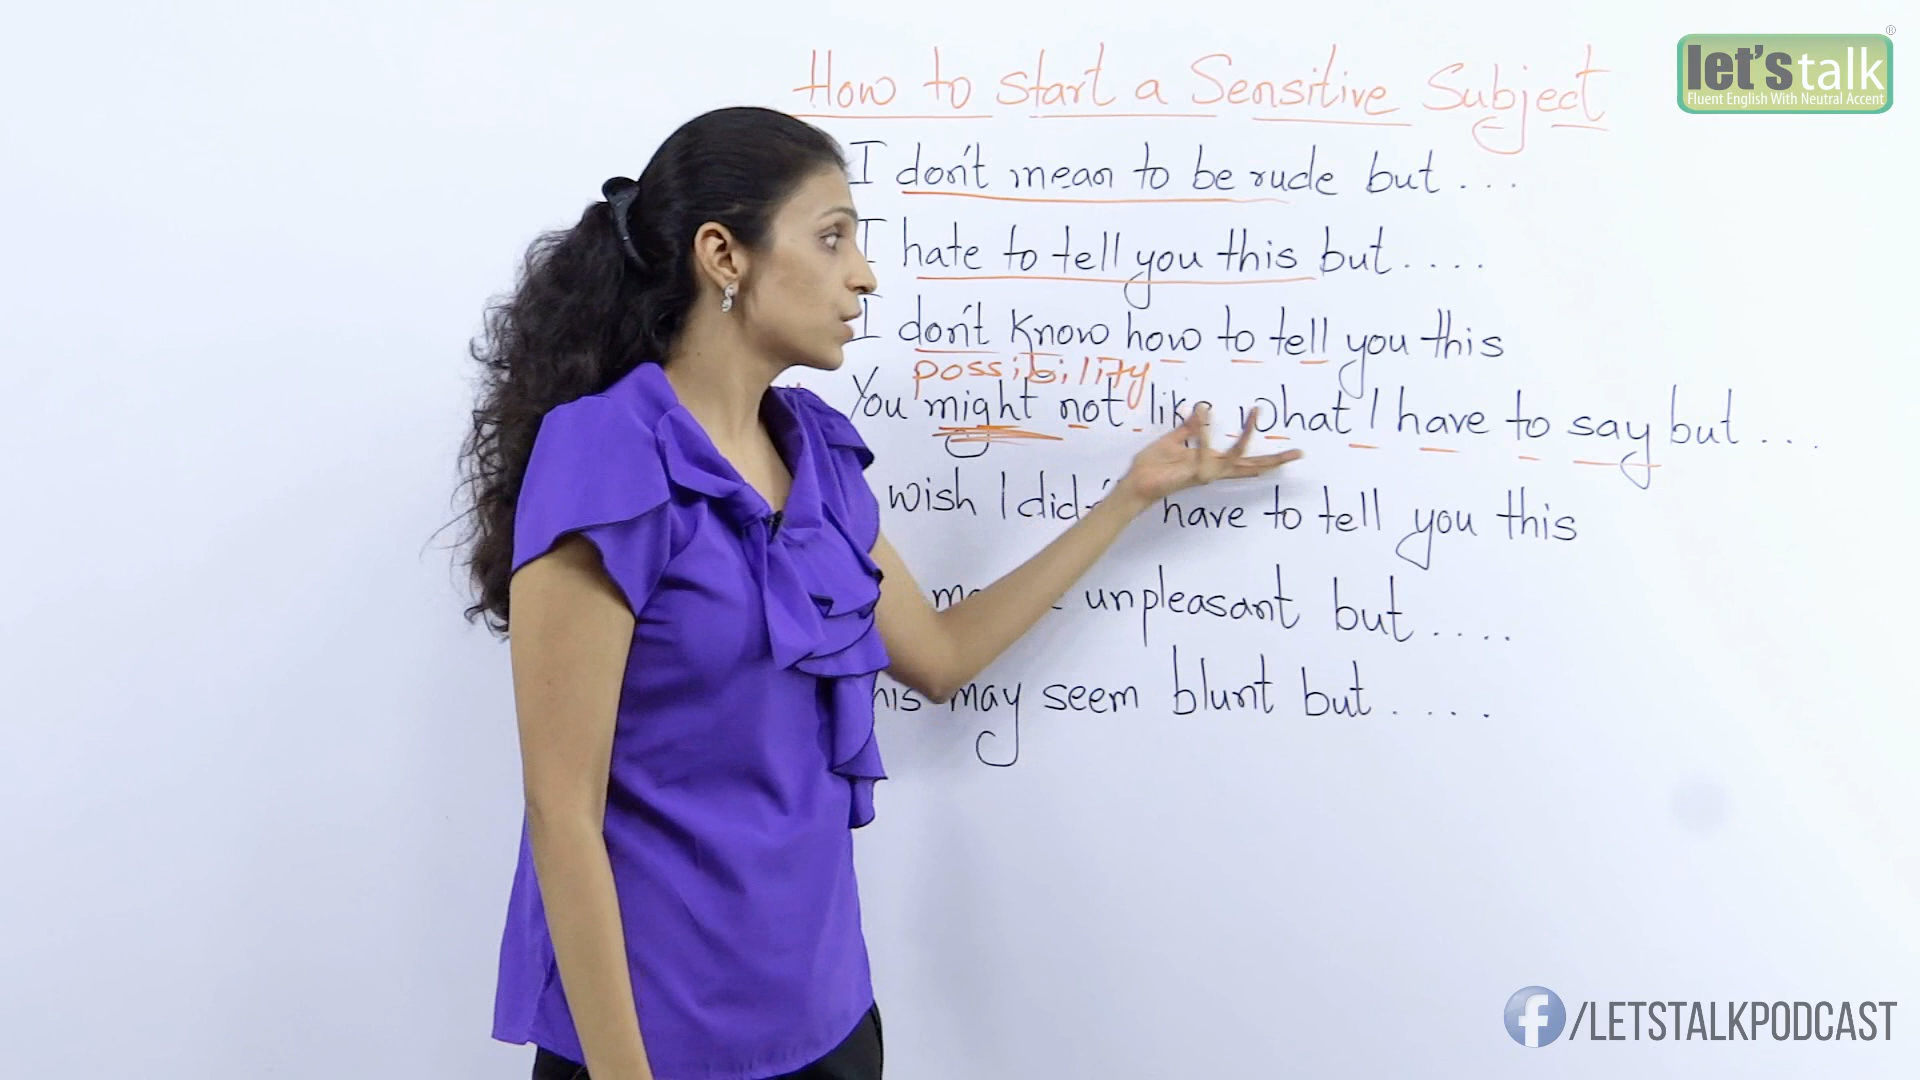 How to start a Sensitive Subject
let's talk®
Fluent English With Neutral Accent
I don't mean to be rude but ...
I hate to tell you this but ....
I don't know how to tell you this
possibility
You might not like what I have to say but ...
wish I didn't have to tell you this
unpleasant but ....
may seem blunt but ....
f/LETSTALKPODCAST